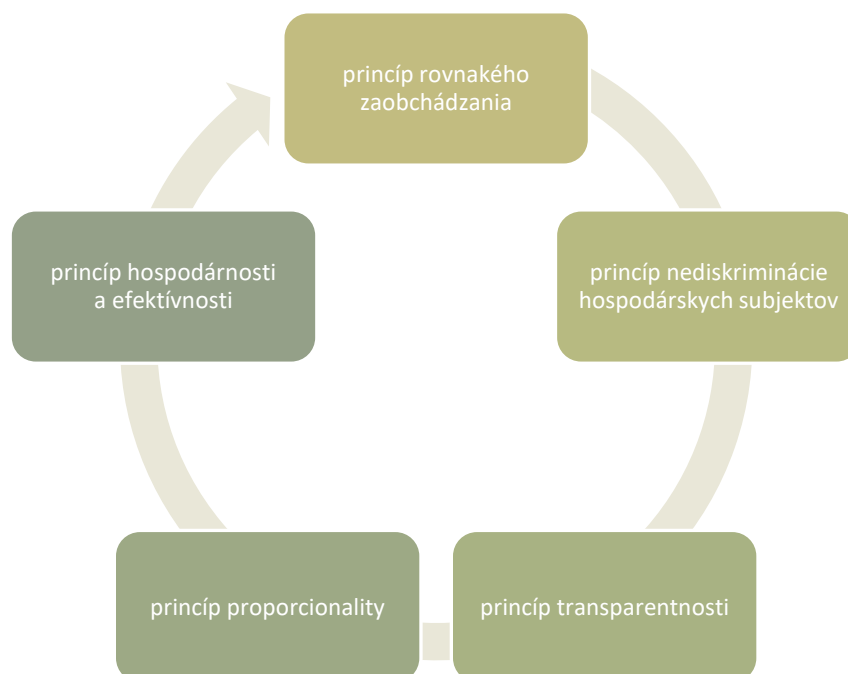 princíp rovnakého
zaobchádzania
princíp nediskriminácie
hospodárskych subjektov
princíp transparentnosti
princíp proporcionality
princíp hospodárnosti
a efektívnosti